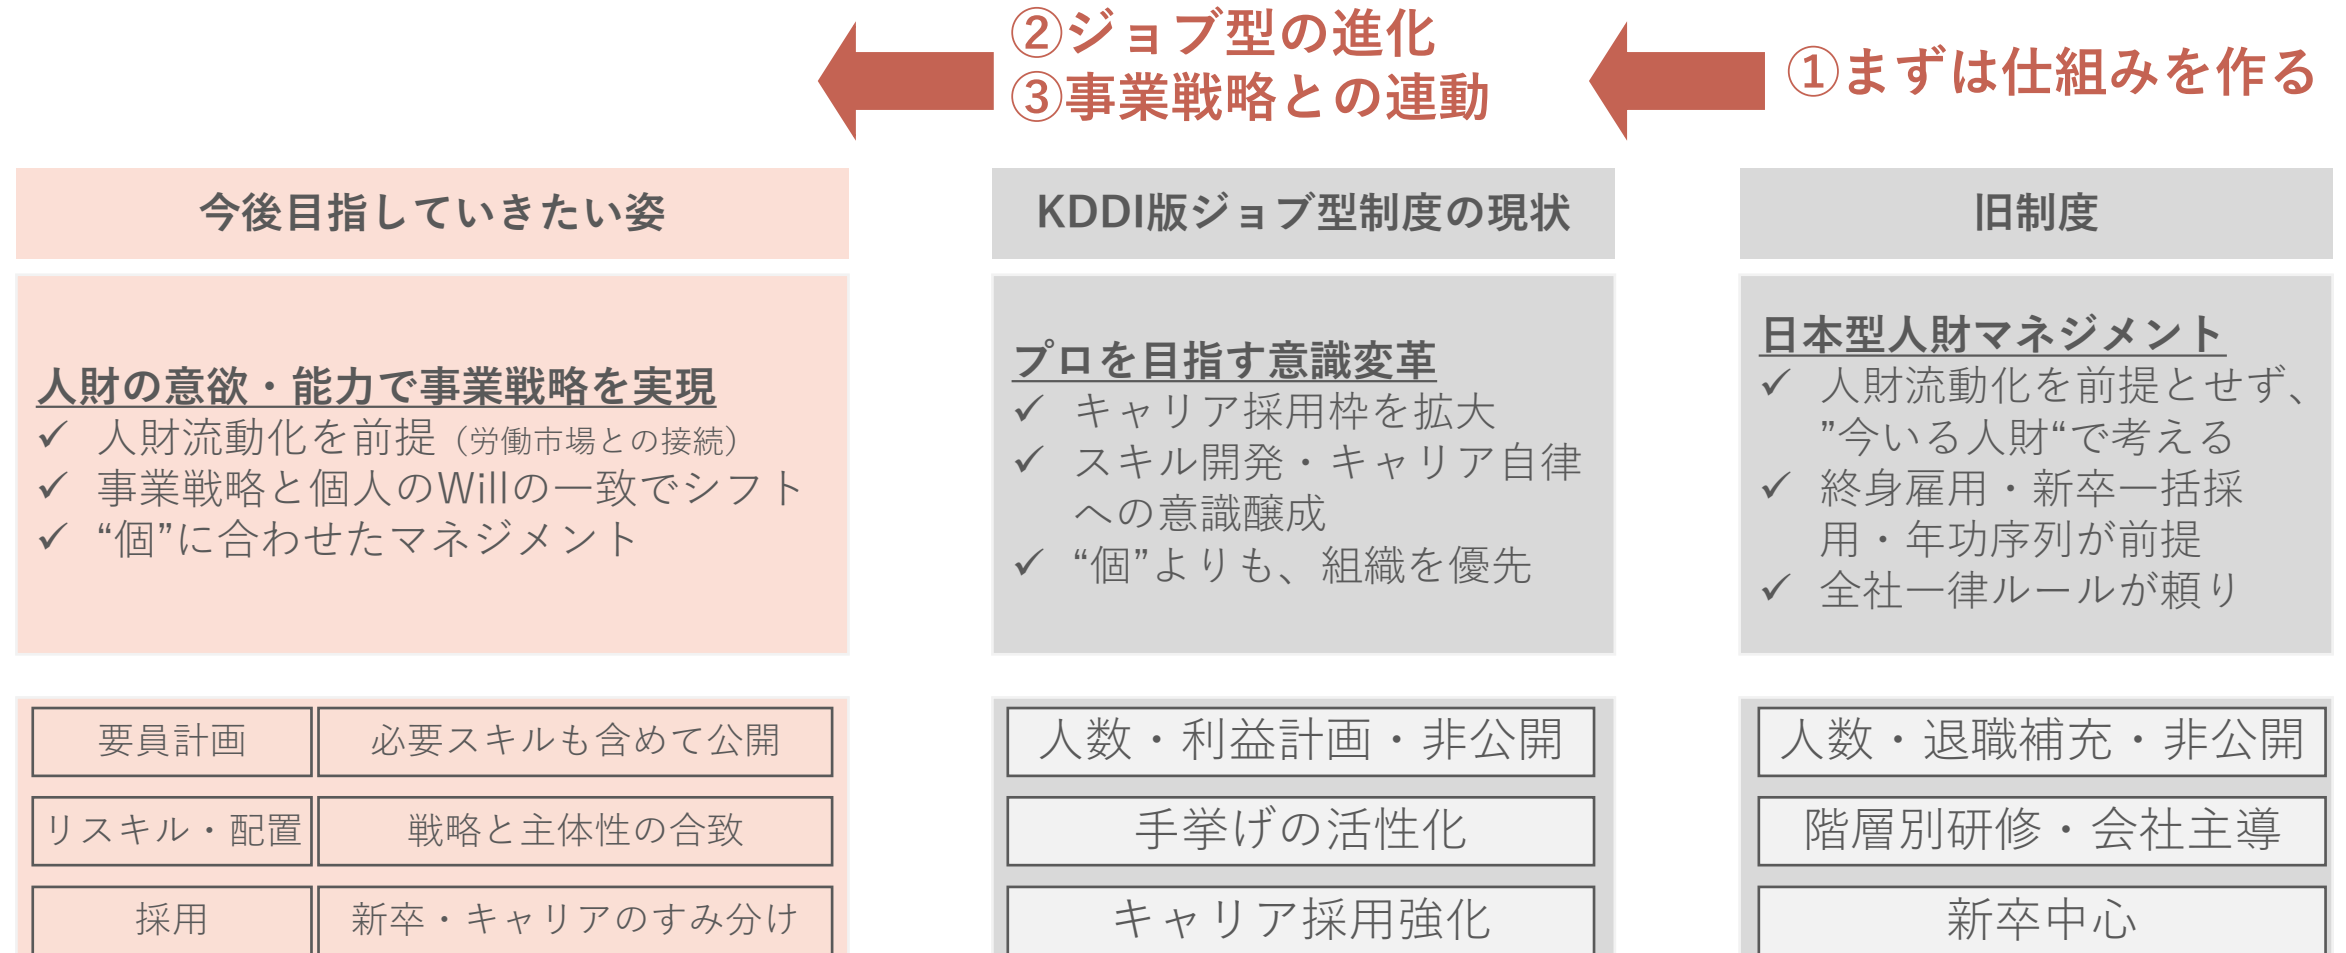 ②ジョブ型の進化
③事業戦略との連動
①まずは仕組みを作る
今後目指していきたい姿
人財の意欲・能力で事業戦略を実現
✓ 人財流動化を前提（労働市場との接続）
✓ 事業戦略と個人のWillの一致でシフト
✓ “個”に合わせたマネジメント
要員計画 必要スキルも含めて公開
リスキル・配置 戦略と主体性の合致
採用 新卒・キャリアのすみ分け
KDDI版ジョブ型制度の現状
プロを目指す意識変革
✓ キャリア採用枠を拡大
✓ スキル開発・キャリア自律
への意識醸成
✓ “個”よりも、組織を優先
人数・利益計画・非公開
手挙げの活性化
キャリア採用強化
旧制度
日本型人財マネジメント
✓ 人財流動化を前提とせず、
”今いる人財“で考える
✓ 終身雇用・新卒一括採
用・年功序列が前提
✓ 全社一律ルールが頼り
人数・退職補充・非公開
階層別研修・会社主導
新卒中心